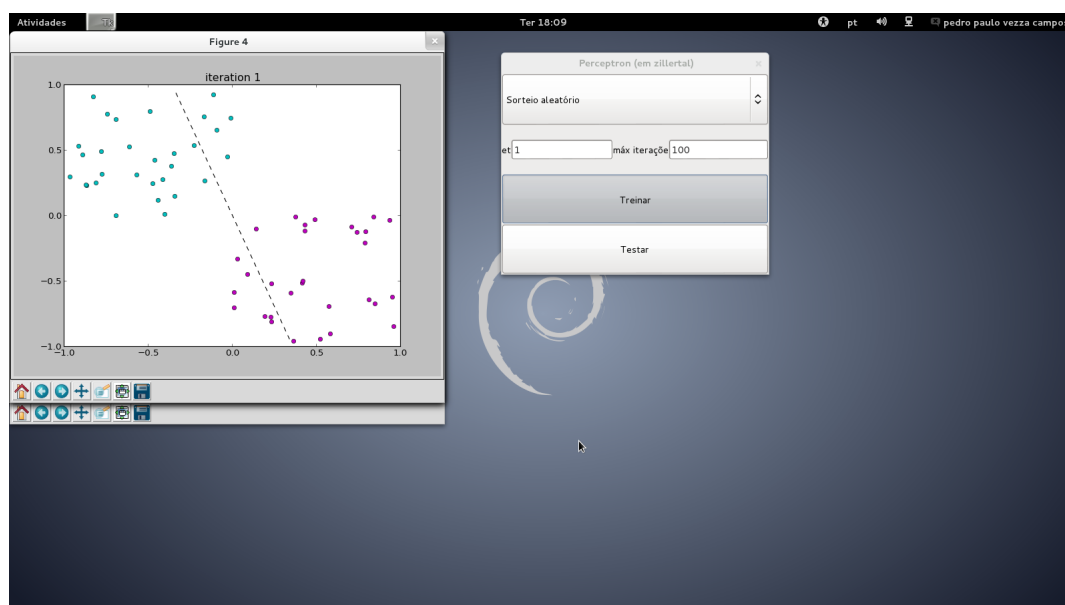 Atividades
Tk
Ter 18:09
pt
pedro paulo vezza campos
Figure 4
iteration 1
1.0
0.5
0.0
−0.5
−1.0
−1.0
−0.5
0.0
0.5
1.0
Perceptron (em zillertal)
Sorteio aleatório
et 1 máx iteraçõe 100
Treinar
Testar